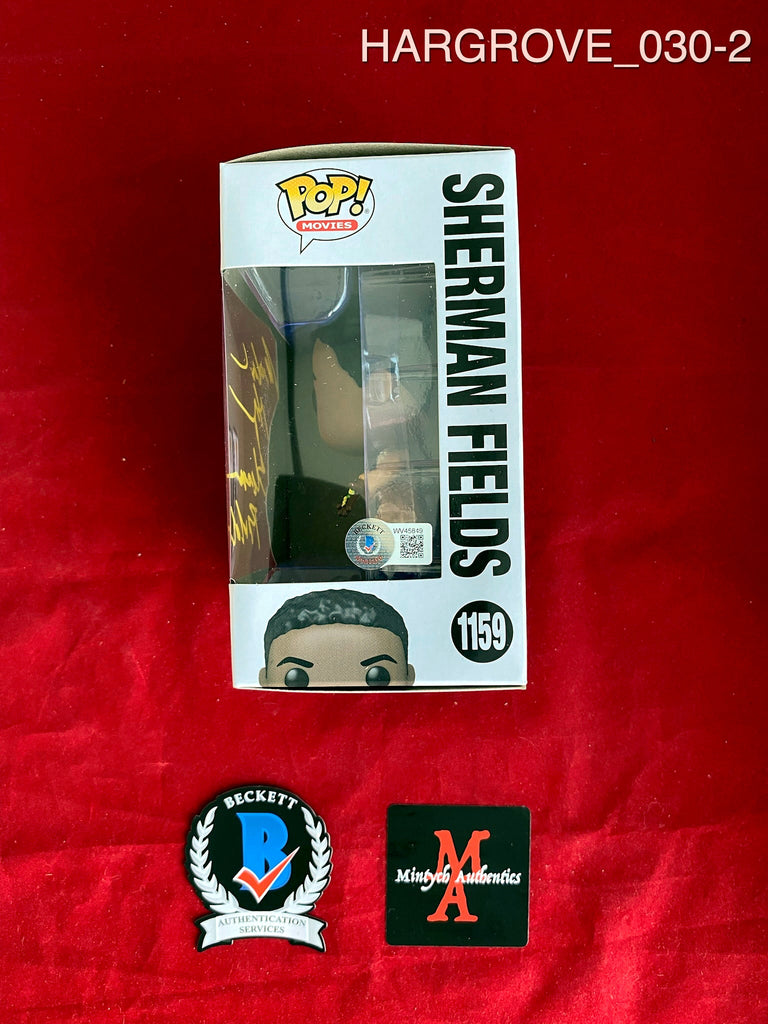 HARGROVE_030-2
POP!
MOVIES
SHERMAN FIELDS
1159
BECKETT
WV45849
BECKETT
B
AUTHENTICATION
SERVICES
MA
Mintych Authentics